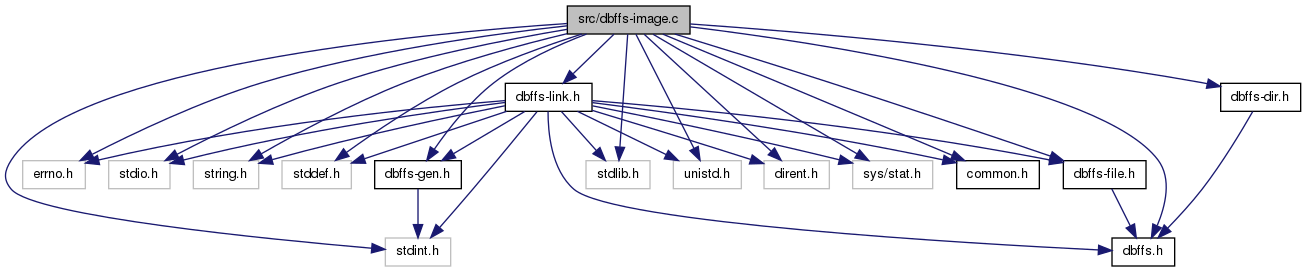 src/dbffs-image.c
dbffs-link.h
dbffs-dir.h
errno.h
stdio.h
string.h
stddef.h
dbffs-gen.h
stdlib.h
unistd.h
dirent.h
sys/stat.h
common.h
dbffs-file.h
stdint.h
dbffs.h